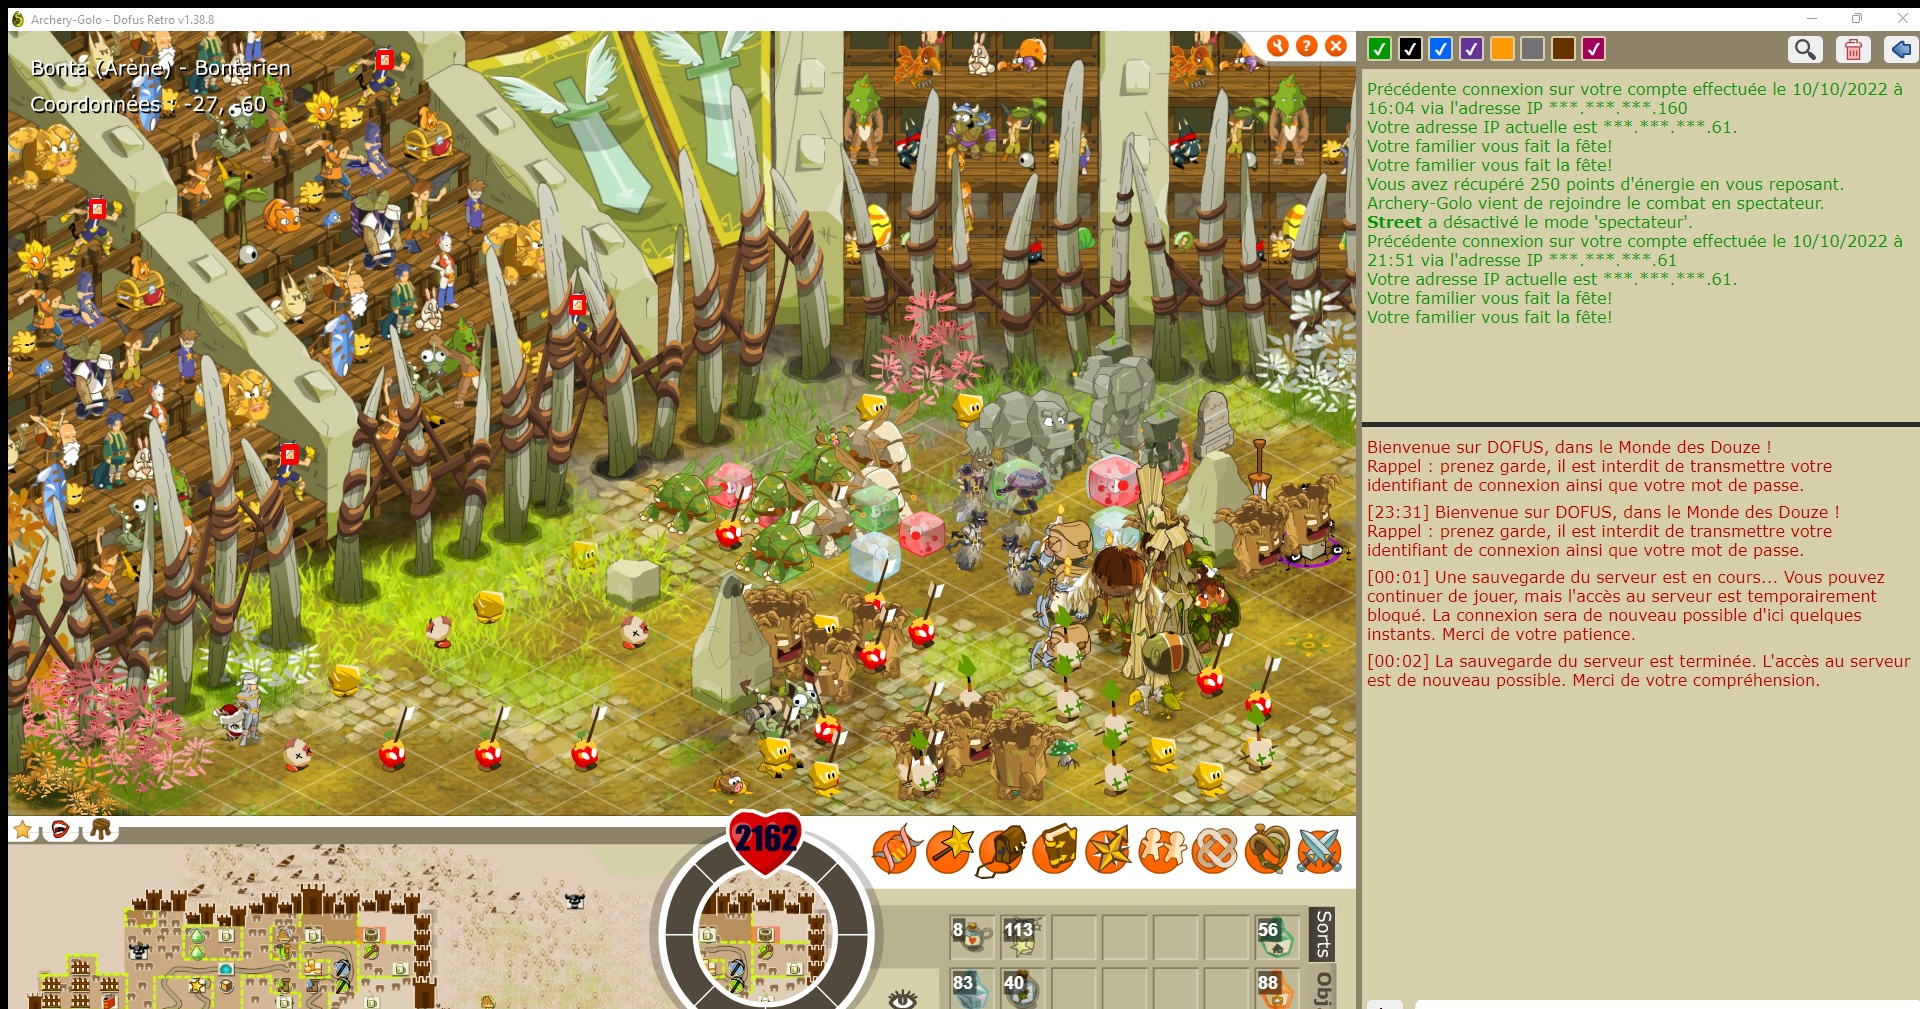 Archery-Golo - Dofus Retro v1.38.8
Bonta (Arène) - Bontarien
Coordonnées : -27, -60
Précédente connexion sur votre compte effectuée le 10/10/2022 à
16:04 via l'adresse IP ***.***.***.160
Votre adresse IP actuelle est ***.***.***.61.
Votre familier vous fait la fête!
Votre familier vous fait la fête!
Vous avez récupéré 250 points d'énergie en vous reposant.
Archery-Golo vient de rejoindre le combat en spectateur.
Street a désactivé le mode 'spectateur'.
Précédente connexion sur votre compte effectuée le 10/10/2022 à
21:51 via l'adresse IP ***.***.***.61
Votre adresse IP actuelle est ***.***.***.61.
Votre familier vous fait la fête!
Votre familier vous fait la fête!
Bienvenue sur DOFUS, dans le Monde des Douze !
Rappel : prenez garde, il est interdit de transmettre votre
identifiant de connexion ainsi que votre mot de passe.
[23:31] Bienvenue sur DOFUS, dans le Monde des Douze !
Rappel : prenez garde, il est interdit de transmettre votre
identifiant de connexion ainsi que votre mot de passe.
[00:01] Une sauvegarde du serveur est en cours... Vous pouvez
continuer de jouer, mais l'accès au serveur est temporairement
bloqué. La connexion sera de nouveau possible d'ici quelques
instants. Merci de votre patience.
[00:02] La sauvegarde du serveur est terminée. L'accès au serveur
est de nouveau possible. Merci de votre compréhension.
2162
8 113 56
Sorts
83 40 88
Obj